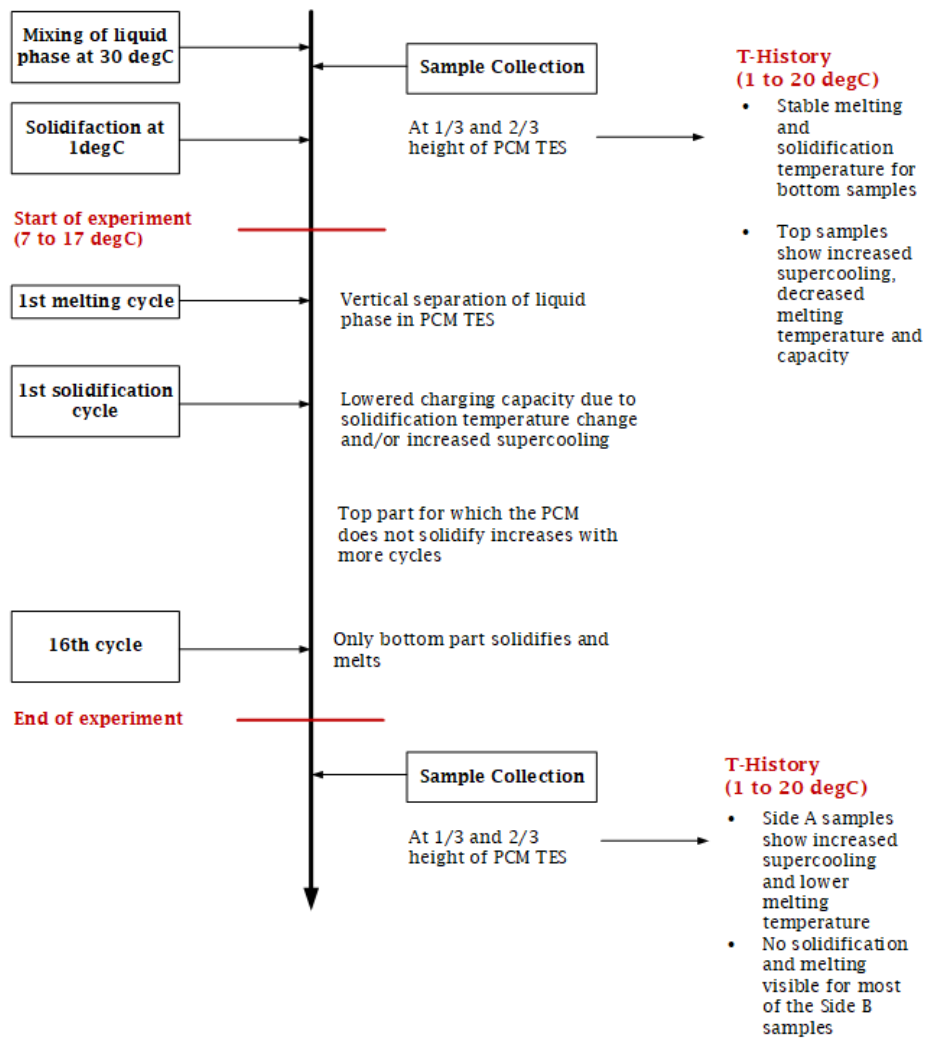 Mixing of liquid
phase at 30 degC
Sample Collection
T-History
(1 to 20 degC)
• Stable melting
and
solidification
temperature for
bottom samples
Solidifaction at
1degC
At 1/3 and 2/3
height of PCM TES
Start of experiment
(7 to 17 degC)
• Top samples
show increased
supercooling,
decreased
melting
temperature and
capacity
1st melting cycle
Vertical separation of liquid
phase in PCM TES
1st solidification
cycle
Lowered charging capacity due to
solidification temperature change
and/or increased supercooling
Top part for which the PCM
does not solidify increases with
more cycles
16th cycle
Only bottom part solidifies and
melts
End of experiment
Sample Collection
At 1/3 and 2/3
height of PCM TES
T-History
(1 to 20 degC)
• Side A samples
show increased
supercooling
and lower
melting
temperature
• No solidification
and melting
visible for most
of the Side B
samples